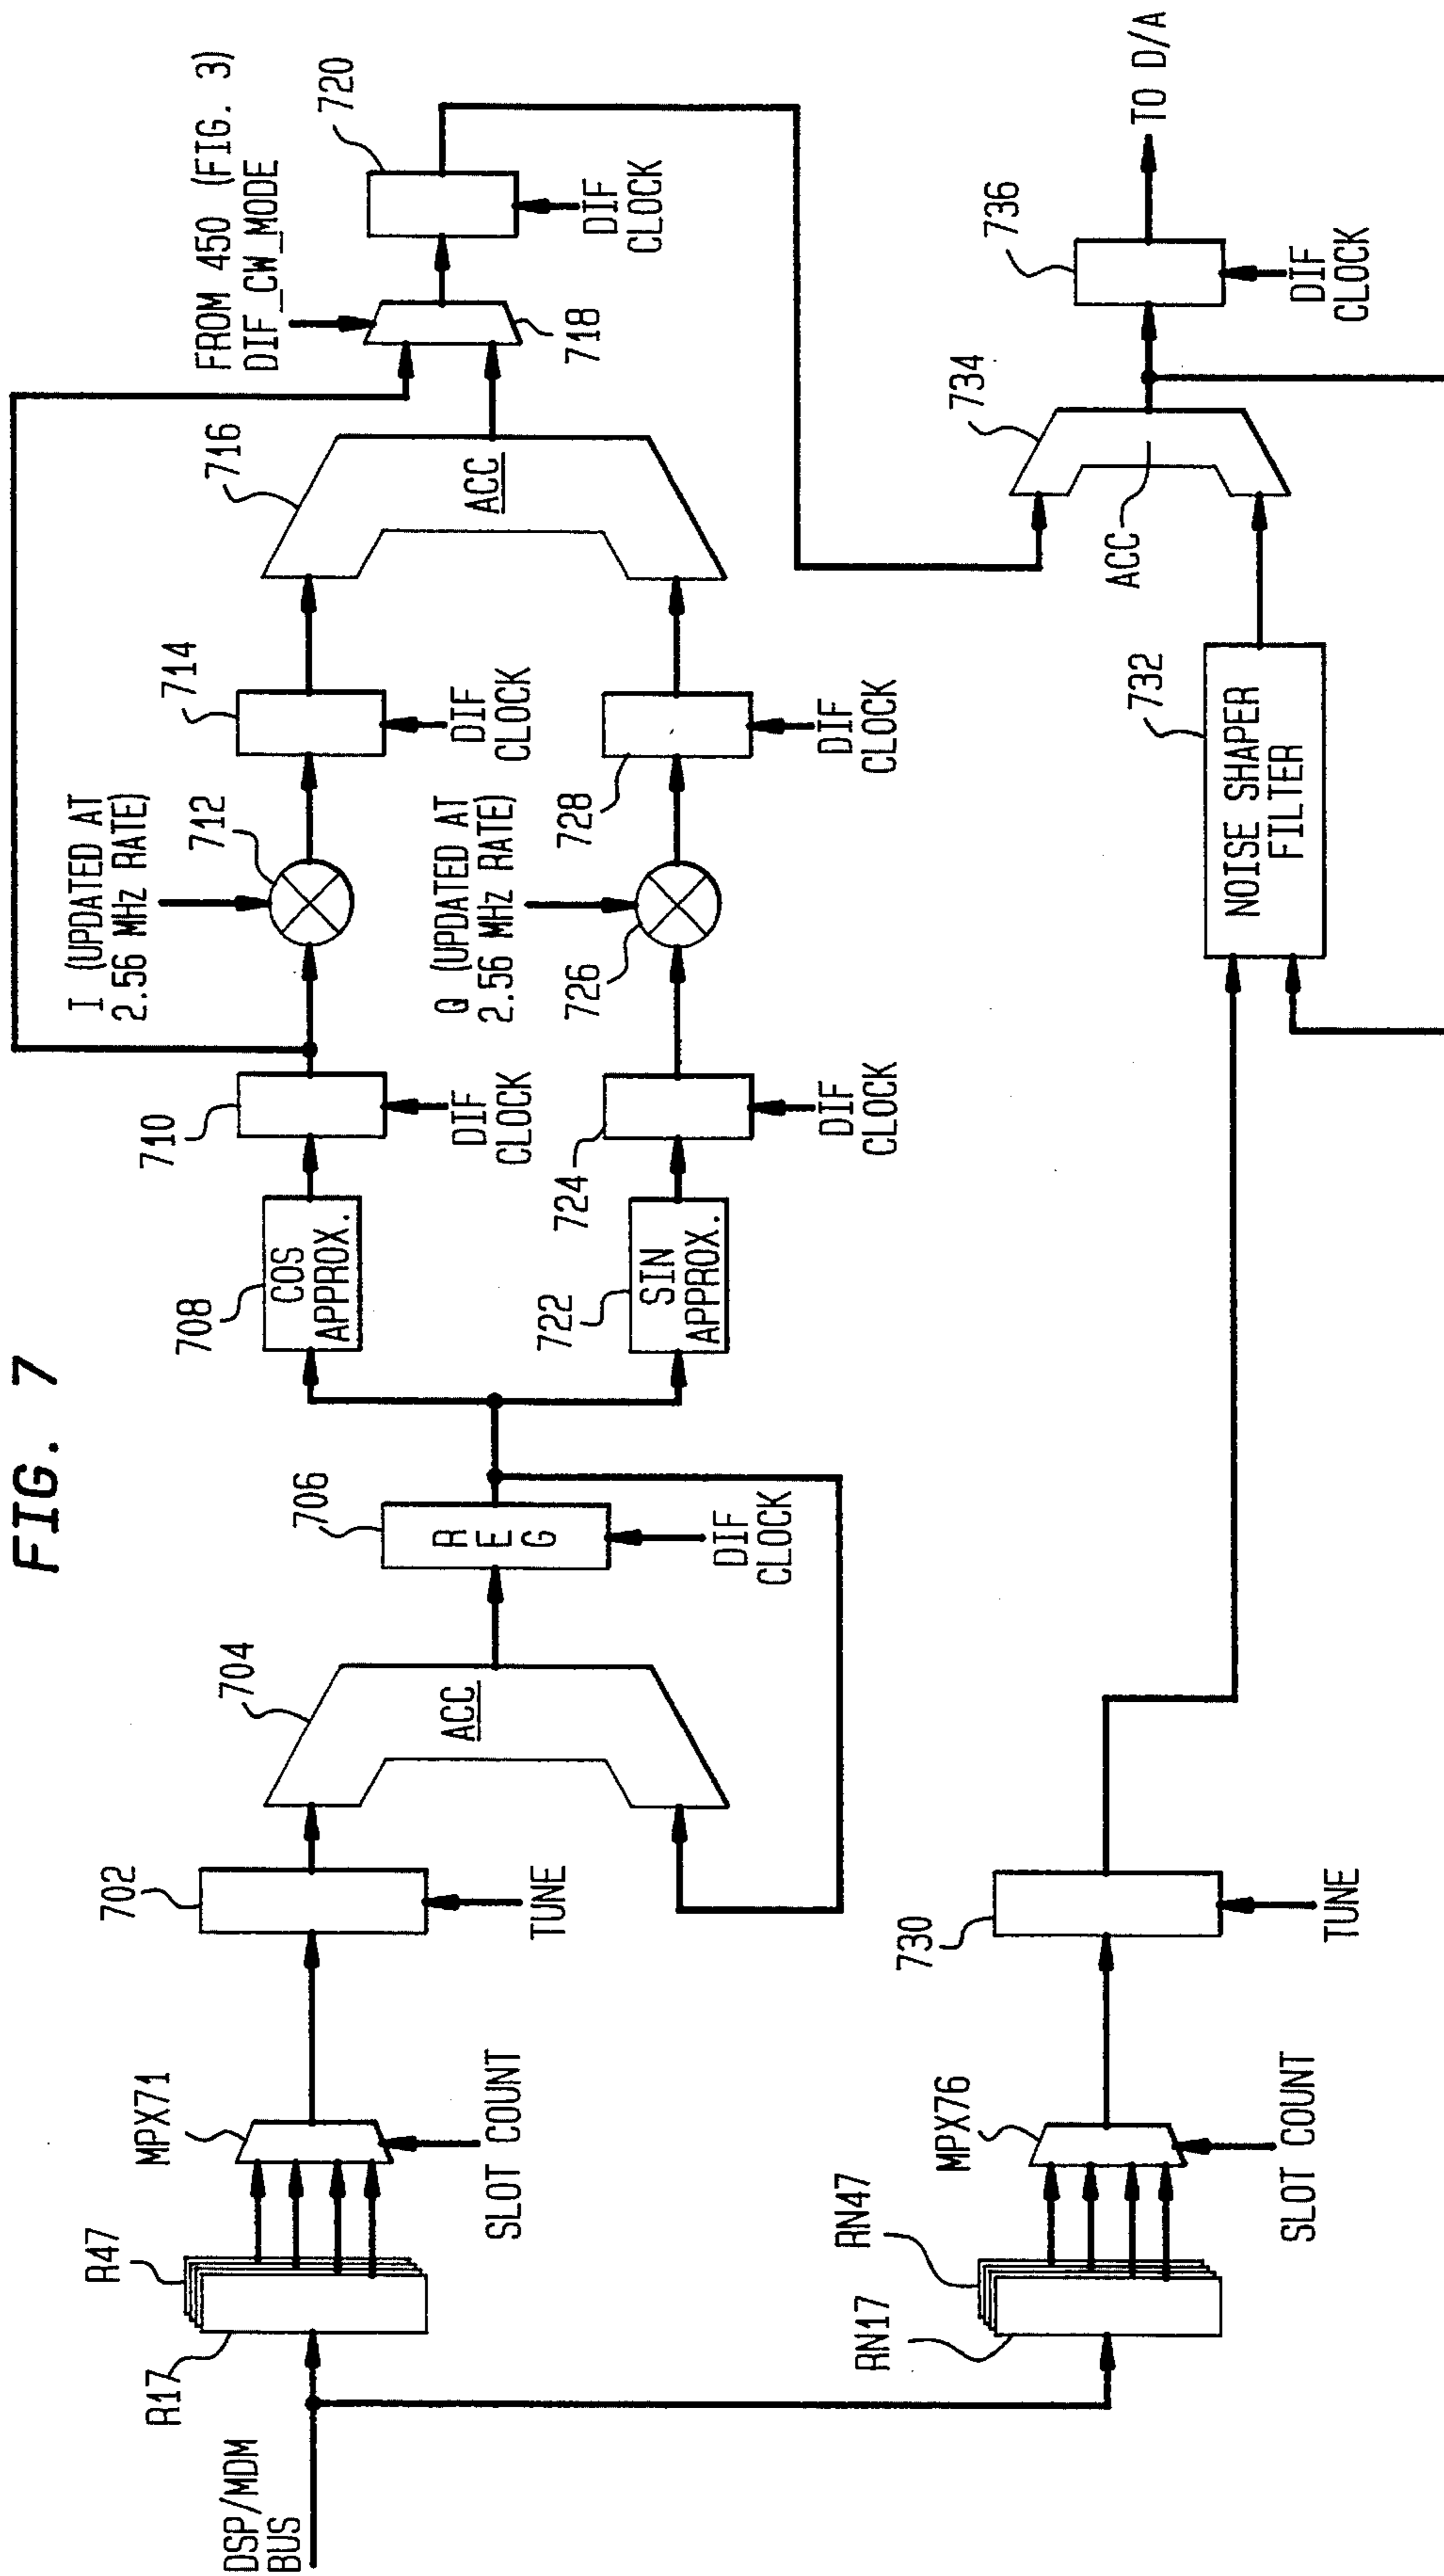 FIG. 7
DSP/MDM
BUS
R17
R47
MPX71
SLOT COUNT
702
TUNE
704
ACC
706
REG
DIF
CLOCK
708
COS
APPROX.
710
DIF
CLOCK
I (UPDATED AT
2.56 MHz RATE)
712
714
DIF
CLOCK
716
ACC
FROM 450 (FIG. 3)
DIF_CW_MODE
718
720
DIF
CLOCK
722
SIN
APPROX.
724
DIF
CLOCK
Q (UPDATED AT
2.56 MHz RATE)
726
728
DIF
CLOCK
RN17
RN47
MPX76
SLOT COUNT
730
TUNE
732
NOISE SHAPER
FILTER
734
ACC
736
DIF
CLOCK
TO D/A